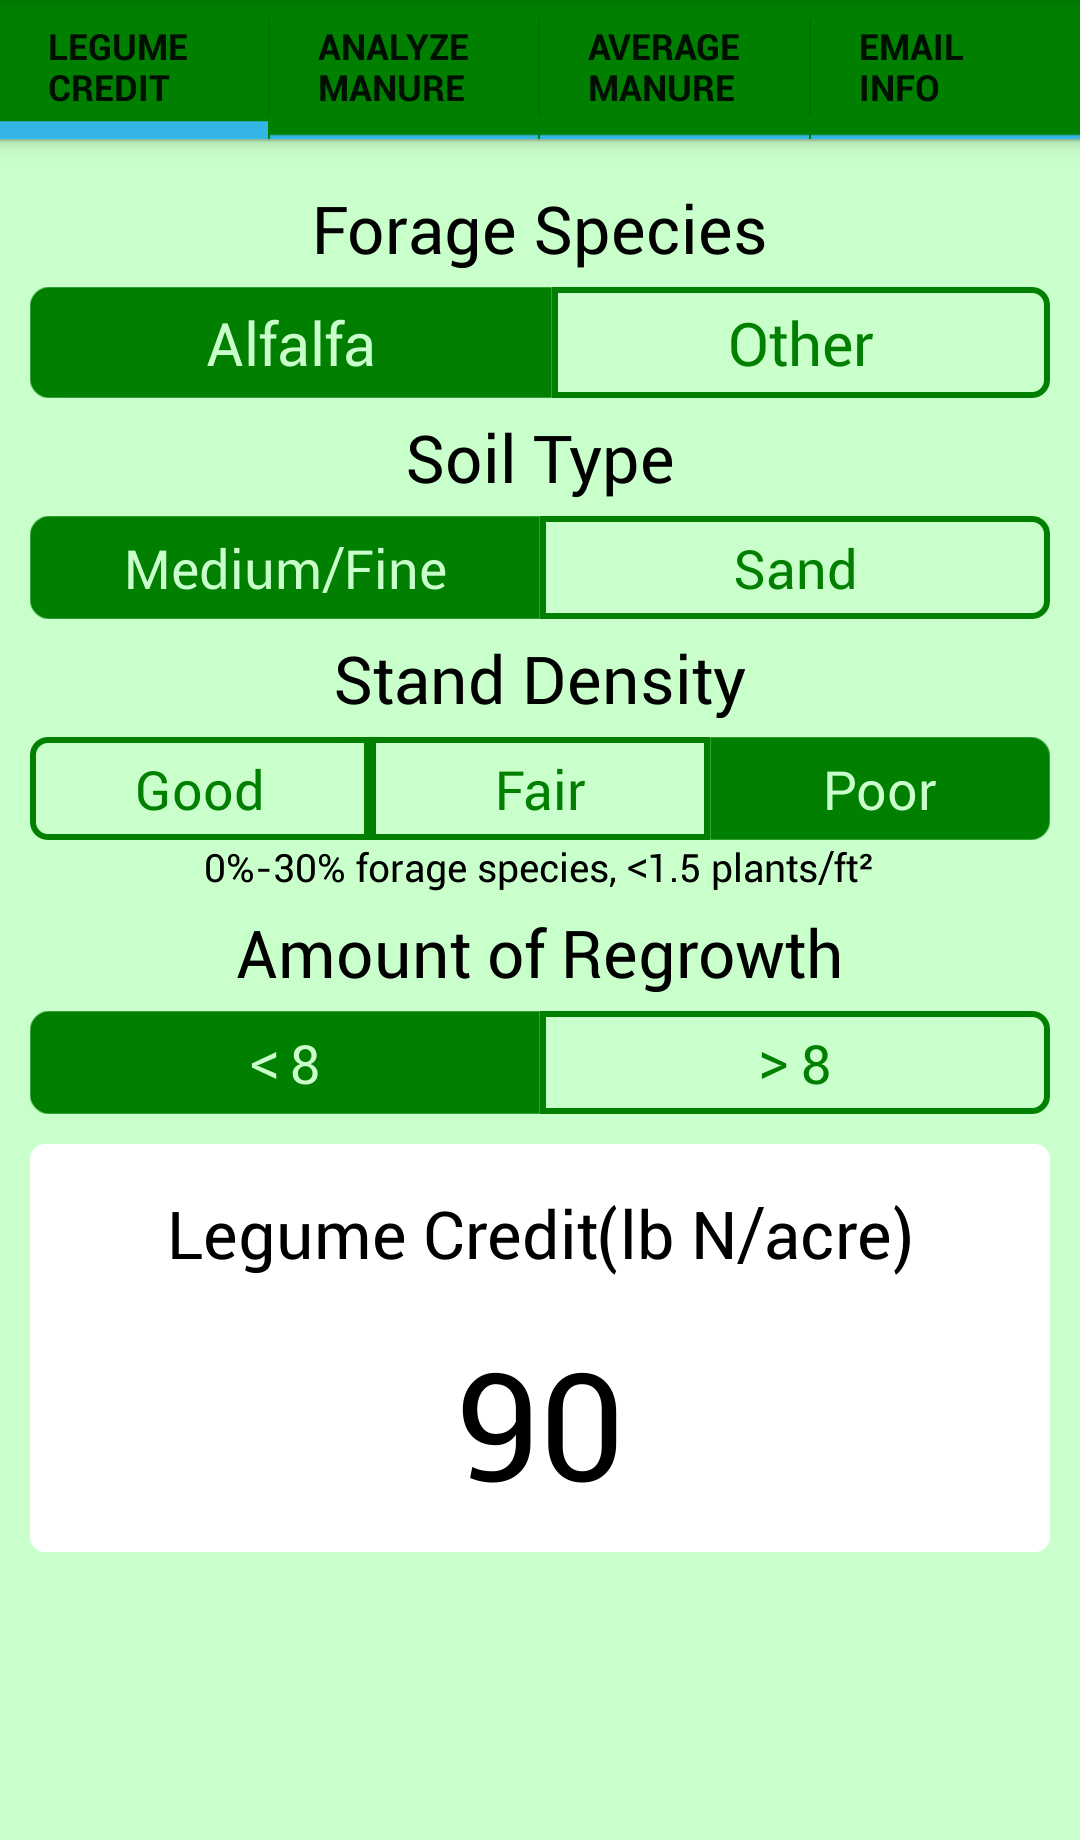 LEGUME CREDIT
ANALYZE MANURE
AVERAGE MANURE
EMAIL INFO
Forage Species
Alfalfa Other
Soil Type
Medium/Fine Sand
Stand Density
Good Fair Poor
0%-30% forage species, <1.5 plants/ft²
Amount of Regrowth
< 8 > 8
Legume Credit(lb N/acre)
90